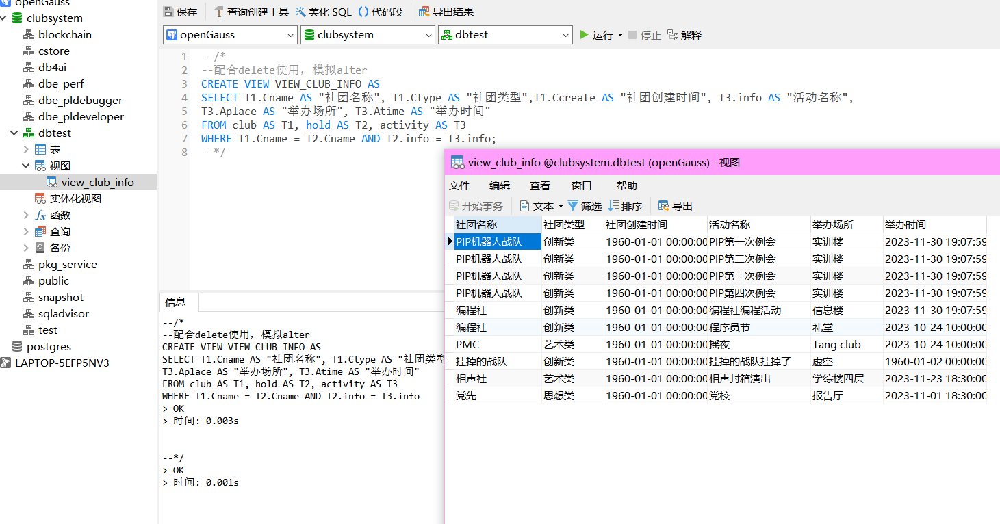 openGauss
clubsystem
blockchain
cstore
db4ai
dbe_perf
dbe_pldebugger
dbe_pldeveloper
dbtest
表
视图
view_club_info
实体化视图
函数
查询
备份
pkg_service
public
snapshot
sqladvisor
test
postgres
LAPTOP-5EFP5NV3
保存 查询创建工具 美化 SQL () 代码段 导出结果
openGauss clubsystem dbtest 运行 停止 解释
1 --/*
2 --配合delete使用，模拟alter
3 CREATE VIEW VIEW_CLUB_INFO AS
4 SELECT T1.Cname AS "社团名称", T1.Ctype AS "社团类型",T1.Ccreate AS "社团创建时间", T3.info AS "活动名称",
5 T3.Aplace AS "举办场所", T3.Atime AS "举办时间"
6 FROM club AS T1, hold AS T2, activity AS T3
7 WHERE T1.Cname = T2.Cname AND T2.info = T3.info;
8 --*/
信息
--/*
--配合delete使用，模拟alter
CREATE VIEW VIEW_CLUB_INFO AS
SELECT T1.Cname AS "社团名称", T1.Ctype AS "社团类型
T3.Aplace AS "举办场所", T3.Atime AS "举办时间"
FROM club AS T1, hold AS T2, activity AS T3
WHERE T1.Cname = T2.Cname AND T2.info = T3.info
> OK
> 时间: 0.003s
--*/
> OK
> 时间: 0.001s
view_club_info @clubsystem.dbtest (openGauss) - 视图
文件 编辑 查看 窗口 帮助
开始事务 文本 筛选 排序 导出
社团名称 社团类型 社团创建时间 活动名称 举办场所 举办时间
PIP机器人战队 创新类 1960-01-01 00:00:00 PIP第一次例会 实训楼 2023-11-30 19:07:59
PIP机器人战队 创新类 1960-01-01 00:00:00 PIP第二次例会 实训楼 2023-11-30 19:07:59
PIP机器人战队 创新类 1960-01-01 00:00:00 PIP第三次例会 实训楼 2023-11-30 19:07:59
PIP机器人战队 创新类 1960-01-01 00:00:00 PIP第四次例会 实训楼 2023-11-30 19:07:59
编程社 创新类 1960-01-01 00:00:00 编程社编程活动 信息楼 2023-11-30 19:07:59
编程社 创新类 1960-01-01 00:00:00 程序员节 礼堂 2023-10-24 10:00:00
PMC 艺术类 1960-01-01 00:00:00 摇夜 Tang club 2023-10-24 10:00:00
挂掉的战队 创新类 1960-01-01 00:00:00 挂掉的战队挂掉了 虚空 1960-01-02 00:00:00
相声社 艺术类 1960-01-01 00:00:00 相声封箱演出 学综楼四层 2023-11-23 18:30:00
党先 思想类 1960-01-01 00:00:00 党校 报告厅 2023-11-01 18:30:00